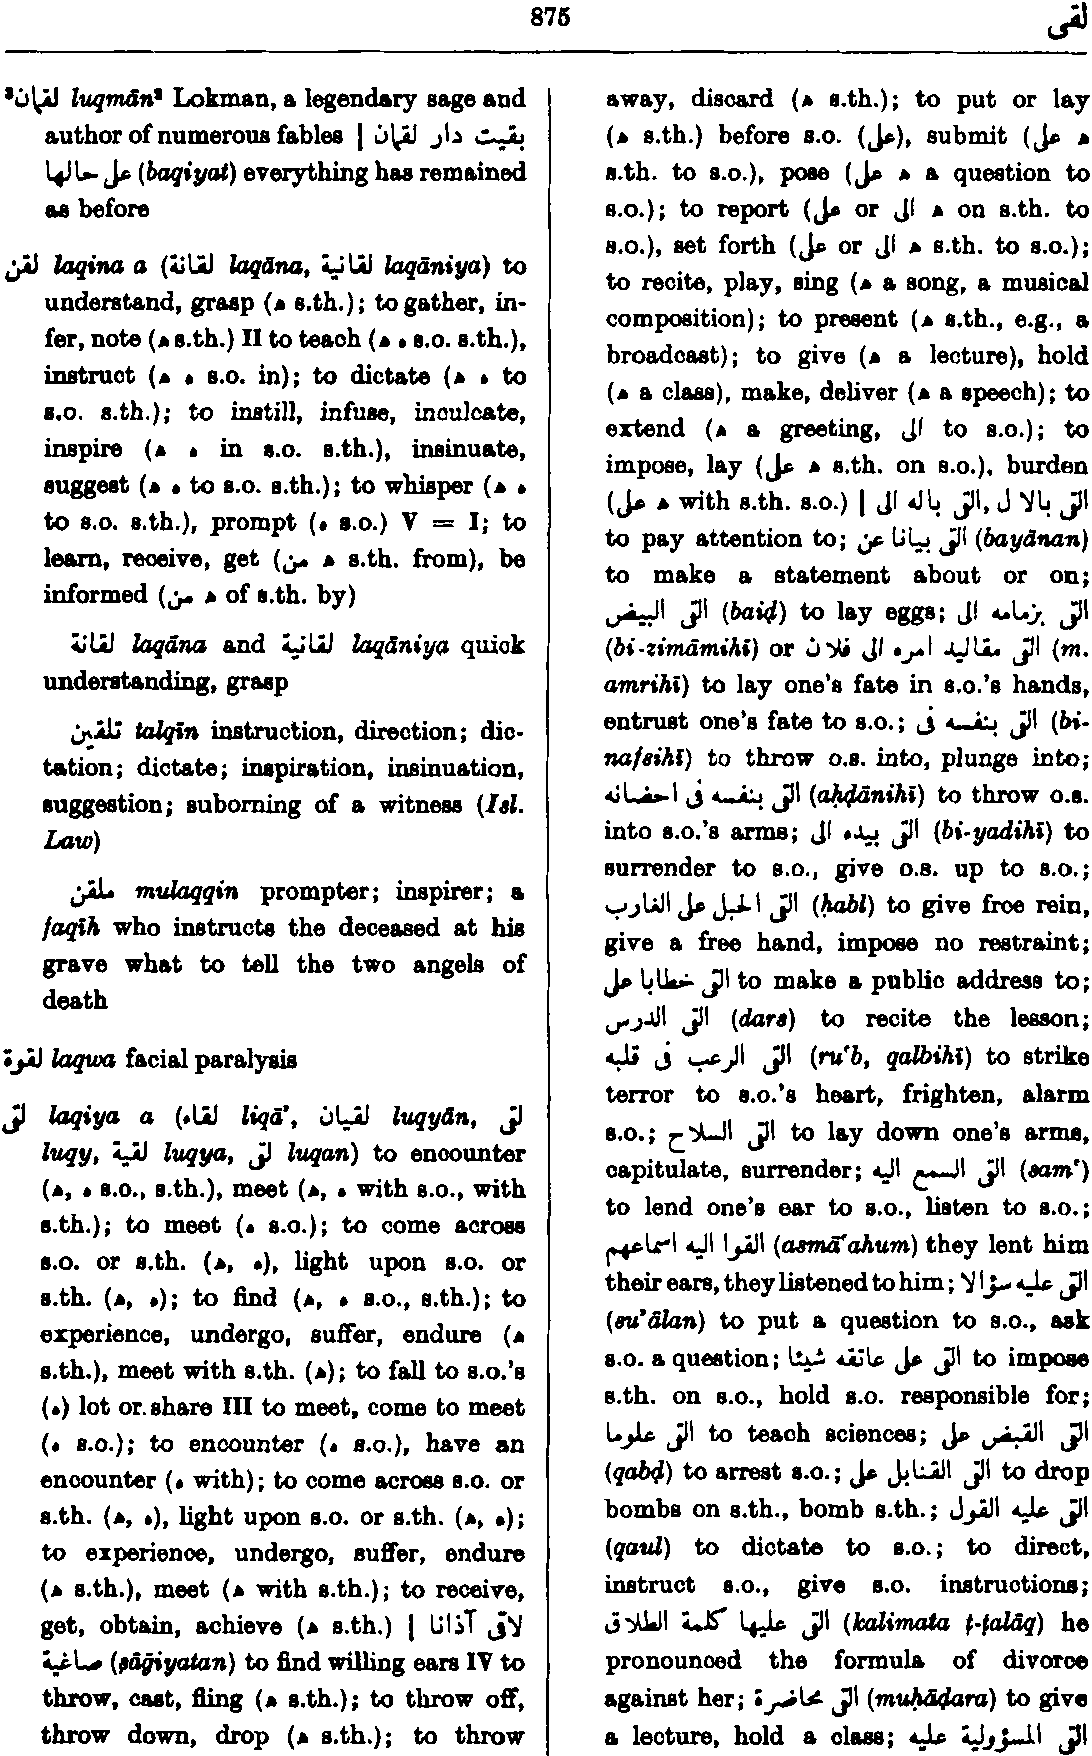 875
لقى
لقمان² luqmān² Lokman, a legendary sage and
author of numerous fables | بقيت دار لقمان
على حالها (baqiyat) everything has remained
as before
لقن laqina a (لقانة laqāna, لقانية laqāniya) to
understand, grasp (ه s.th.); to gather, in-
fer, note (ه s.th.) II to teach (ه ه s.o. s.th.),
instruct (ه ه s.o. in); to dictate (ه ه to
s.o. s.th.); to instill, infuse, inculcate,
inspire (ه ه in s.o. s.th.), insinuate,
suggest (ه ه to s.o. s.th.); to whisper (ه ه
to s.o. s.th.), prompt (ه s.o.) V = I; to
learn, receive, get (ه من s.th. from), be
informed (ه من of s.th. by)
لقانة laqāna and لقانية laqāniya quick
understanding, grasp
تلقين talqīn instruction, direction; dic-
tation; dictate; inspiration, insinuation,
suggestion; suborning of a witness (Isl.
Law)
ملقن mulaqqin prompter; inspirer; a
faqīh who instructs the deceased at his
grave what to tell the two angels of
death
لقوة laqwa facial paralysis
لقى laqiya a (لقاء liqā', لقيان luqyān, لقى
luqy, لقية luqya, لقى luqan) to encounter
(ه, ه s.o., s.th.), meet (ه, ه with s.o., with
s.th.); to meet (ه s.o.); to come across
s.o. or s.th. (ه, ه), light upon s.o. or
s.th. (ه, ه); to find (ه, ه s.o., s.th.); to
experience, undergo, suffer, endure (ه
s.th.), meet with s.th. (ه); to fall to s.o.'s
(ه) lot or share III to meet, come to meet
(ه s.o.); to encounter (ه s.o.), have an
encounter (ه with); to come across s.o. or
s.th. (ه, ه), light upon s.o. or s.th. (ه, ه);
to experience, undergo, suffer, endure
(ه s.th.), meet (ه with s.th.); to receive,
get, obtain, achieve (ه s.th.) | لاقى آذانا
صاغية (ṣāḡiyatan) to find willing ears IV to
throw, cast, fling (ه s.th.); to throw off,
throw down, drop (ه s.th.); to throw
away, discard (ه s.th.); to put or lay
(ه s.th.) before s.o. (على), submit (ه على
s.th. to s.o.), pose (ه على a question to
s.o.); to report (على or الى ه on s.th. to
s.o.), set forth (على or الى ه s.th. to s.o.);
to recite, play, sing (ه a song, a musical
composition); to present (ه s.th., e.g., a
broadcast); to give (ه a lecture), hold
(ه a class), make, deliver (ه a speech); to
extend (ه a greeting, الى to s.o.); to
impose, lay (ه على s.th. on s.o.), burden
(ه على with s.th. s.o.) | القى بالا ل, القى باله الى
to pay attention to; القى بيانا عن (bayānan)
to make a statement about or on;
القى البيض (baiḍ) to lay eggs; القى بزمامه الى
(bi-zimāmihī) or القى مقاليد امره الى فلان (m.
amrihī) to lay one's fate in s.o.'s hands,
entrust one's fate to s.o.; القى بنفسه فى (bi-
nafsihī) to throw o.s. into, plunge into;
القى بنفسه فى احضانه (aḥḍānihī) to throw o.s.
into s.o.'s arms; القى بيده الى (bi-yadihī) to
surrender to s.o., give o.s. up to s.o.;
القى الحبل على الغارب (ḥabl) to give free rein,
give a free hand, impose no restraint;
القى خطابا على to make a public address to;
القى الدرس (dars) to recite the lesson;
القى الرعب فى قلبه (ru'b, qalbihī) to strike
terror to s.o.'s heart, frighten, alarm
s.o.; القى السلاح to lay down one's arms,
capitulate, surrender; القى السمع اليه (sam')
to lend one's ear to s.o., listen to s.o.;
القوا اليه اسماعهم (asmā'ahum) they lent him
their ears, they listened to him; القى عليه سؤالا
(su'ālan) to put a question to s.o., ask
s.o. a question; القى على عاتقه شيئا to impose
s.th. on s.o., hold s.o. responsible for;
القى علوما to teach sciences; القى القبض على
(qabḍ) to arrest s.o.; القى القنابل على to drop
bombs on s.th., bomb s.th.; القى عليه القول
(qaul) to dictate to s.o.; to direct,
instruct s.o., give s.o. instructions;
القى عليها كلمة الطلاق (kalimata ṭ-ṭalāq) he
pronounced the formula of divorce
against her; القى محاضرة (muḥāḍara) to give
a lecture, hold a class; القى المسؤولية عليه